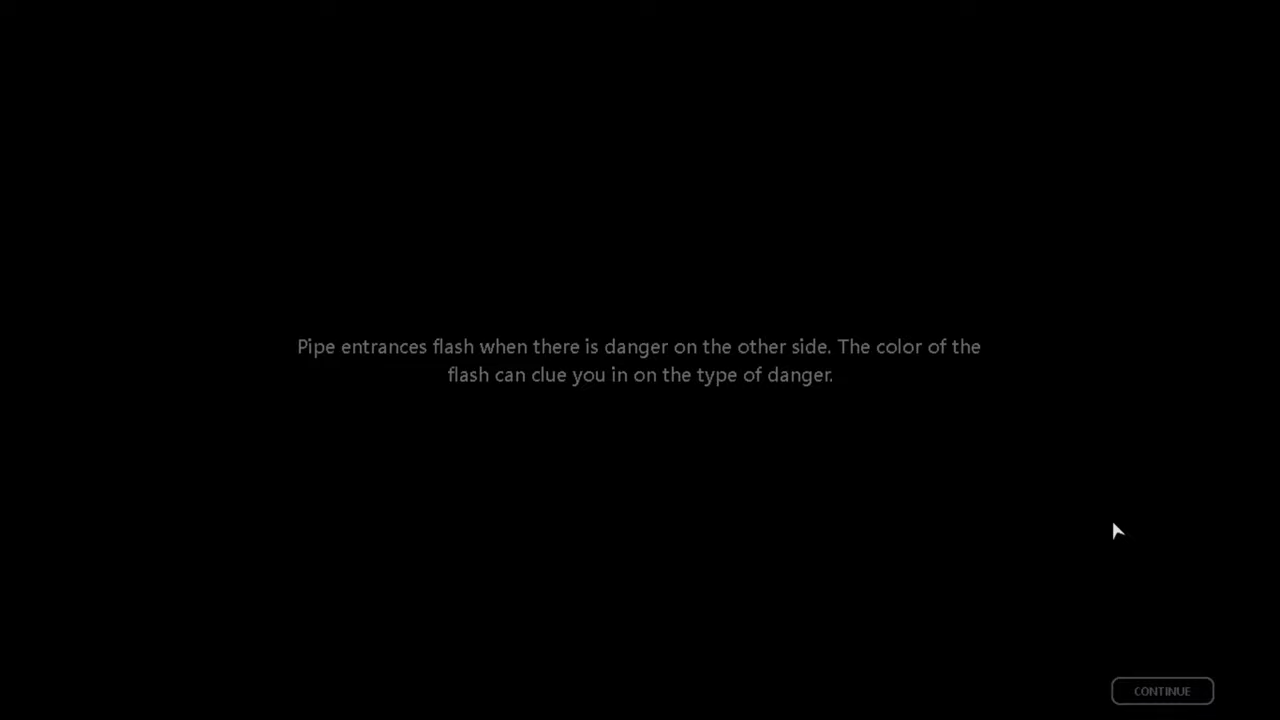 Pipe entrances flash when there is danger on the other side. The color of the
flash can clue you in on the type of danger.
CONTINUE